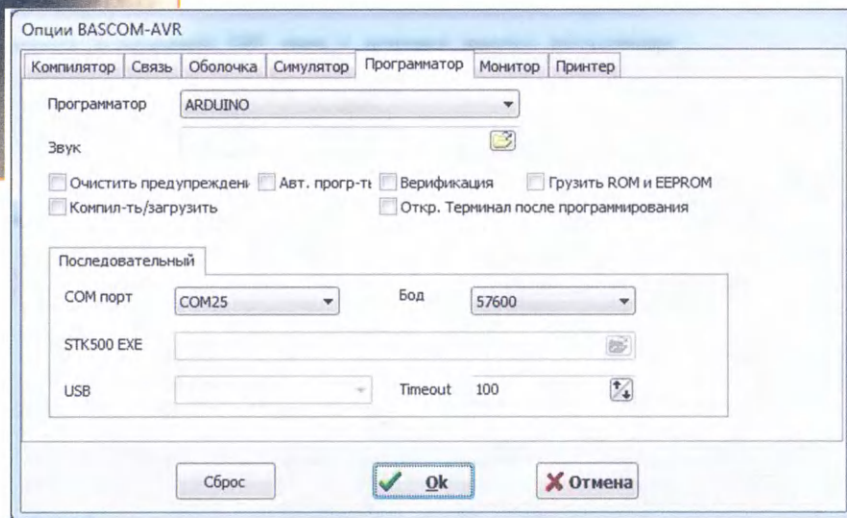 Опции BASCOM-AVR
Компилятор Связь Оболочка Симулятор Программатор Монитор Принтер
Программатор ARDUINO
Звук
Очистить предупрежден Авт. прогр-ть Верификация Грузить ROM и EEPROM
Компил-ть/загрузить Откр. Терминал после программирования
Последовательный
COM порт COM25 Бод 57600
STK500 EXE
USB Timeout 100
Сброс Ok Отмена